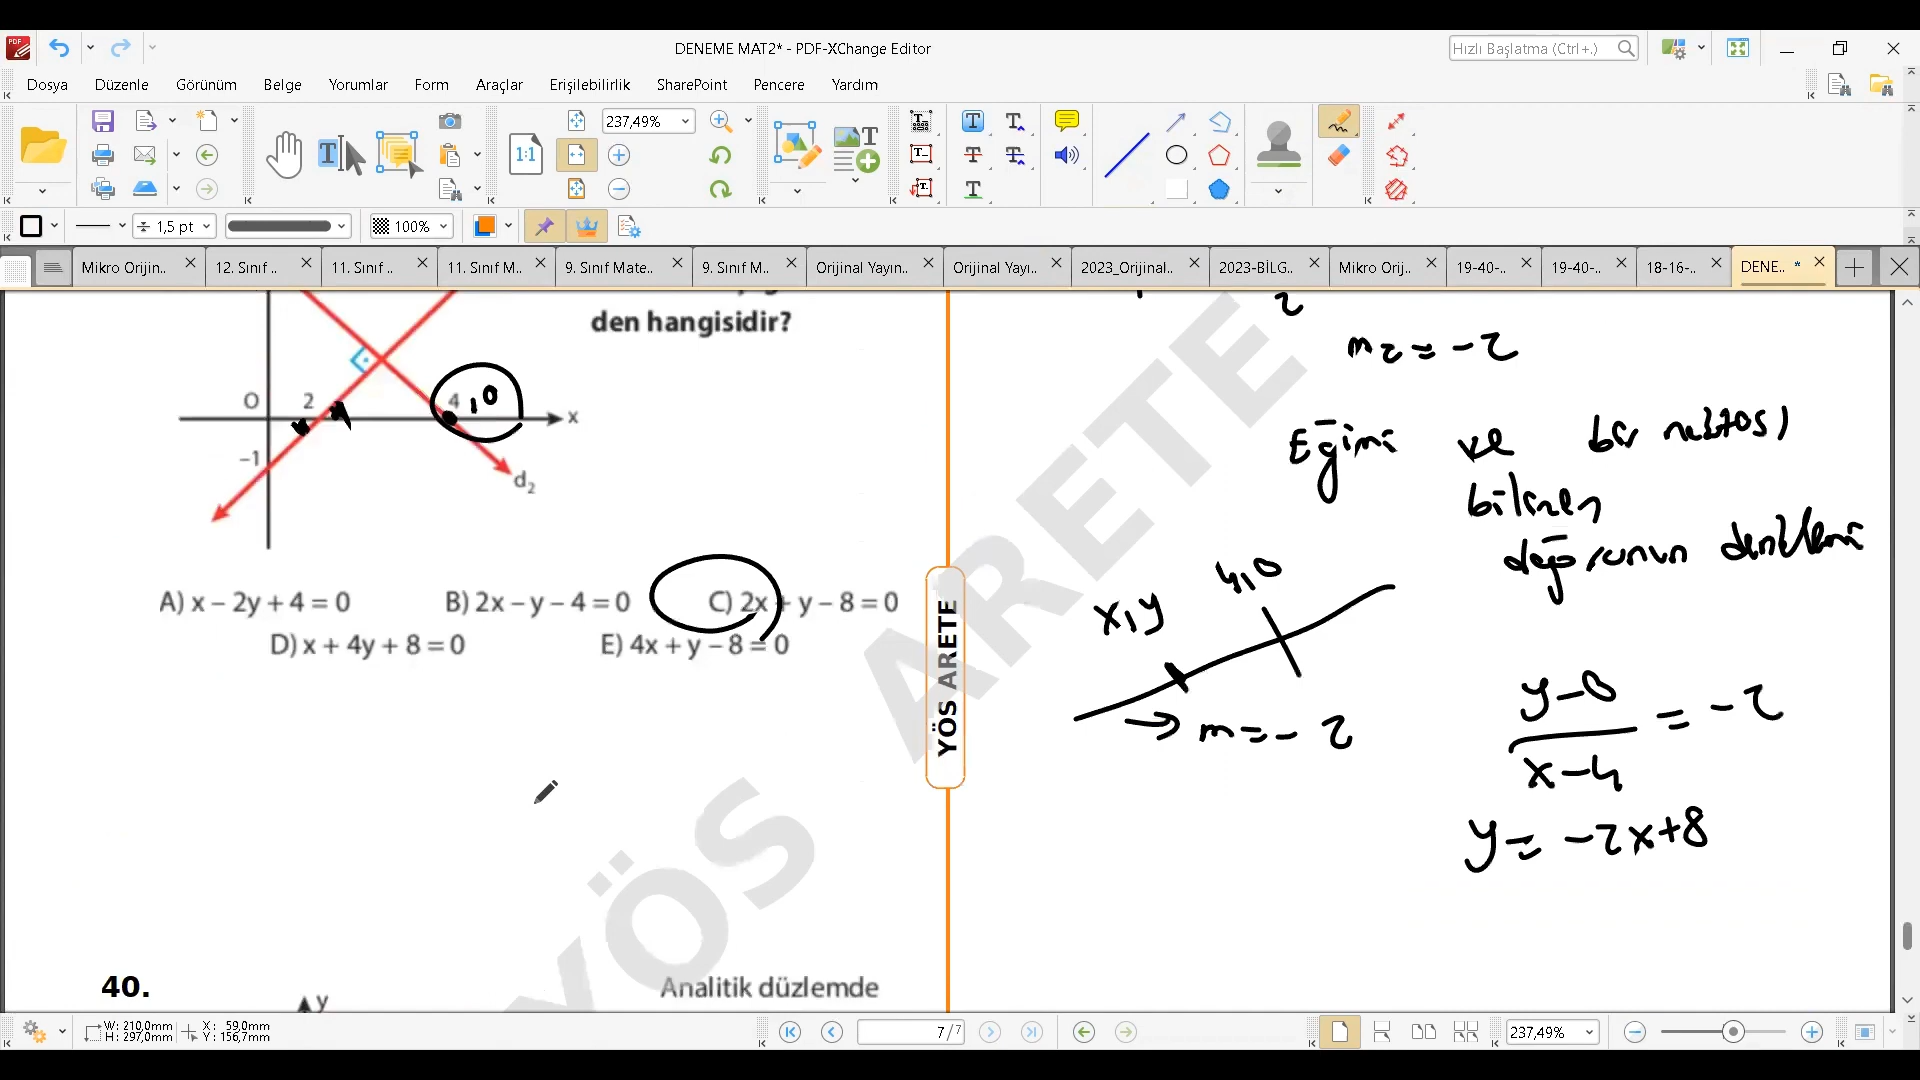 DENEME MAT2* - PDF-XChange Editor
Hızlı Başlatma (Ctrl+.)
Dosya Düzenle Görünüm Belge Yorumlar Form Araçlar Erişilebilirlik SharePoint Pencere Yardım
237,49%
1:1
1,5 pt
100%
Mikro Orijin.. 12. Sınıf .. 11. Sınıf .. 11. Sınıf M.. 9. Sınıf Mate.. 9. Sınıf M.. Orijinal Yayın.. Orijinal Yayı.. 2023_Orijinal.. 2023-BİLG.. Mikro Orij.. 19-40-.. 19-40-.. 18-16-.. DENE.. *
den hangisidir?
O 2 4 ,0 x
-1
d2
A) x – 2y + 4 = 0 B) 2x – y – 4 = 0 C) 2x + y – 8 = 0
D) x + 4y + 8 = 0 E) 4x + y – 8 = 0
40.
y
Analitik düzlemde
YÖS ARETE
YÖS ARETE
2
m2 = -2
Eğimi ve bir noktası
bilinen
doğrunun denklemi
x,y 4,0
→ m = -2
y-0
x-4
= -2
y = -2x+8
W: 210,0mm
H: 297,0mm
X: 59,0mm
Y: 156,7mm
7 / 7
237,49%